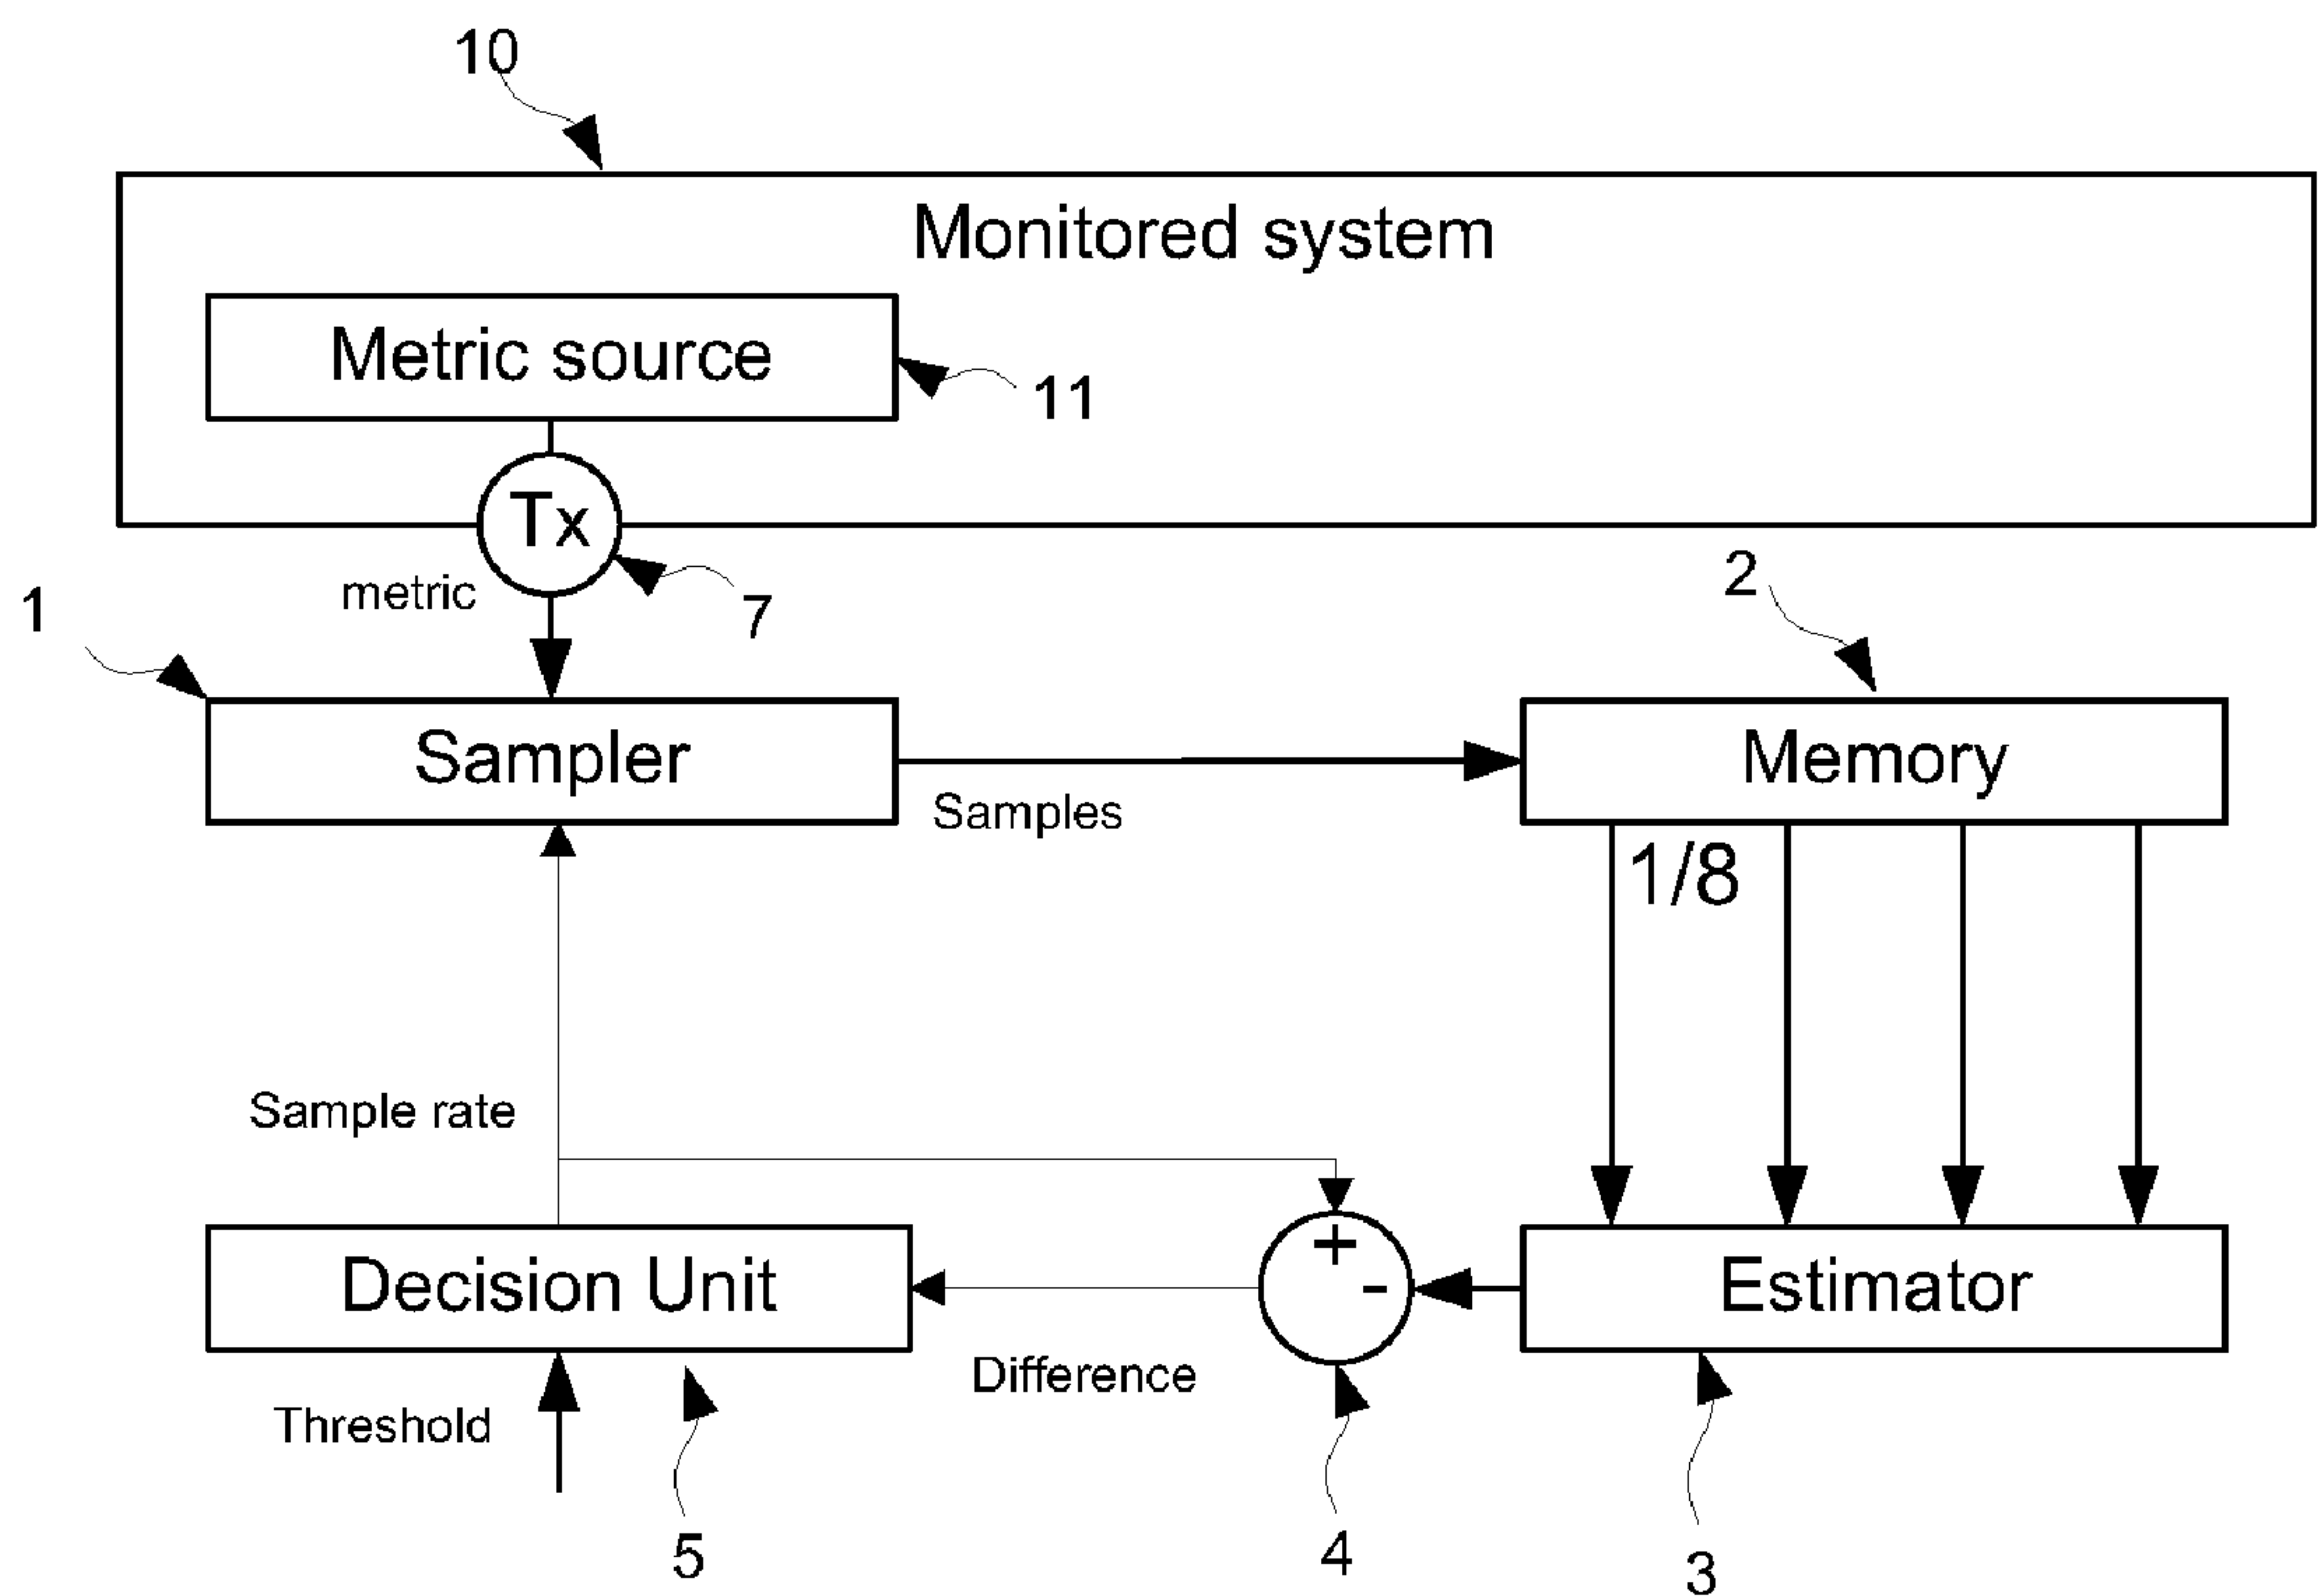 10
Monitored system
Metric source
11
Tx
metric
7
1
2
Sampler
Memory
Samples
1/8
Sample rate
+
-
Decision Unit
Estimator
Difference
Threshold
5
4
3